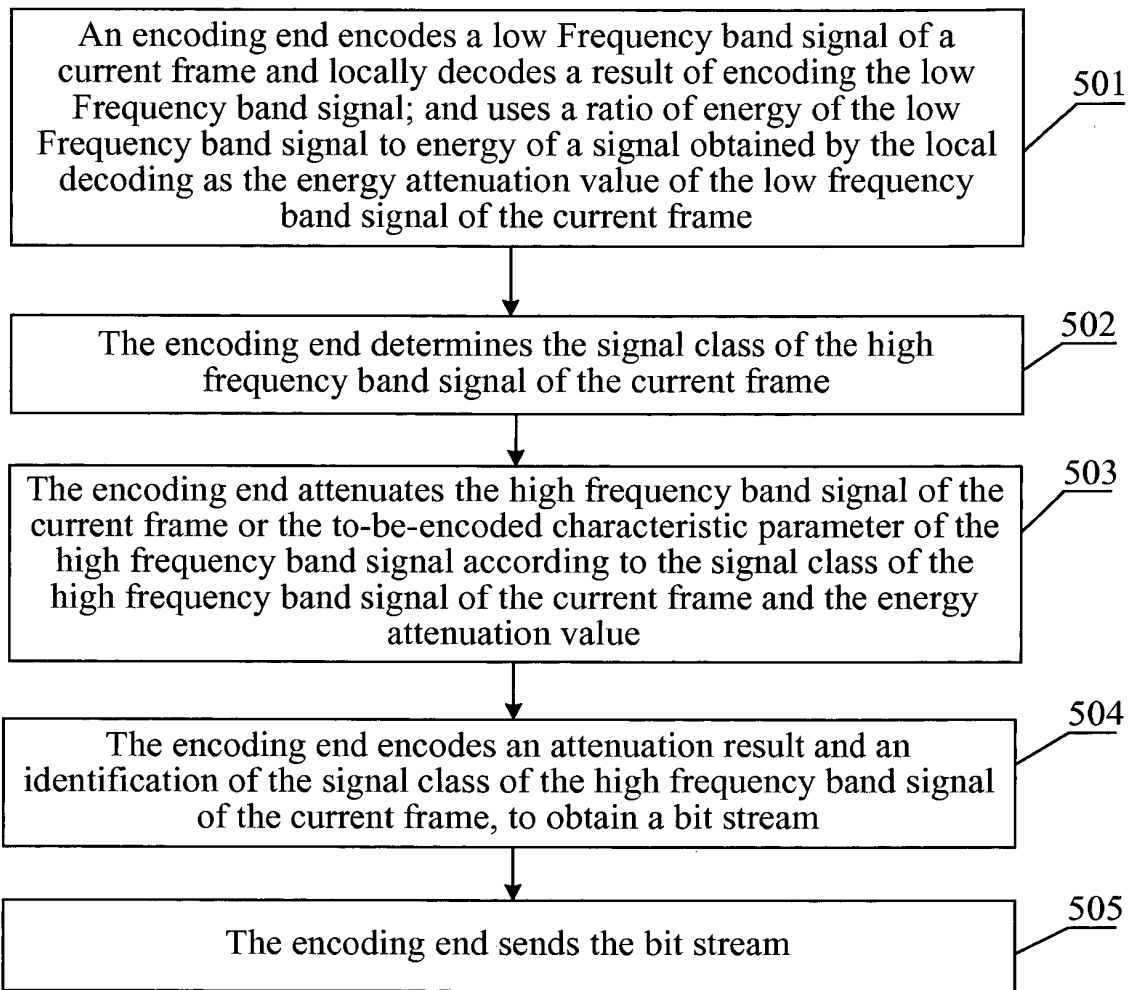 An encoding end encodes a low Frequency band signal of a
current frame and locally decodes a result of encoding the low
Frequency band signal; and uses a ratio of energy of the low
Frequency band signal to energy of a signal obtained by the local
decoding as the energy attenuation value of the low frequency
band signal of the current frame
501
The encoding end determines the signal class of the high
frequency band signal of the current frame
502
The encoding end attenuates the high frequency band signal of the
current frame or the to-be-encoded characteristic parameter of the
high frequency band signal according to the signal class of the
high frequency band signal of the current frame and the energy
attenuation value
503
The encoding end encodes an attenuation result and an
identification of the signal class of the high frequency band signal
of the current frame, to obtain a bit stream
504
The encoding end sends the bit stream
505